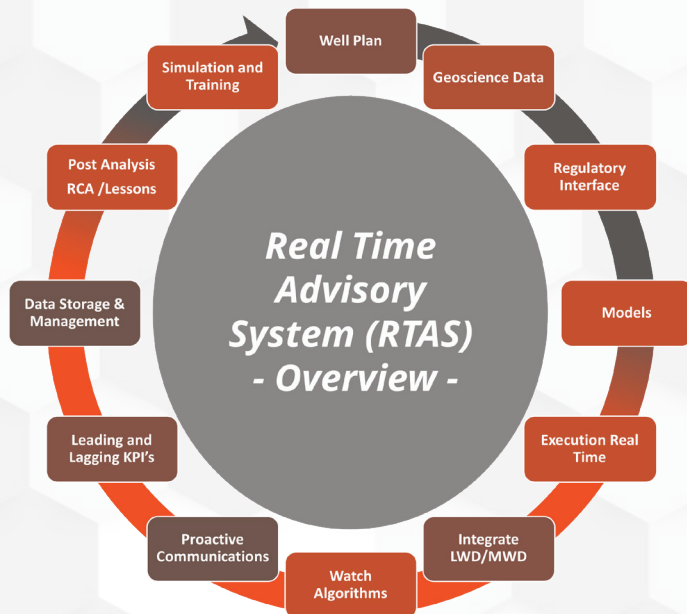 Well Plan
Geoscience Data
Regulatory
Interface
Models
Execution Real
Time
Integrate
LWD/MWD
Watch
Algorithms
Proactive
Communications
Leading and
Lagging KPI’s
Data Storage &
Management
Post Analysis
RCA /Lessons
Simulation and
Training
Real Time
Advisory
System (RTAS)
- Overview -